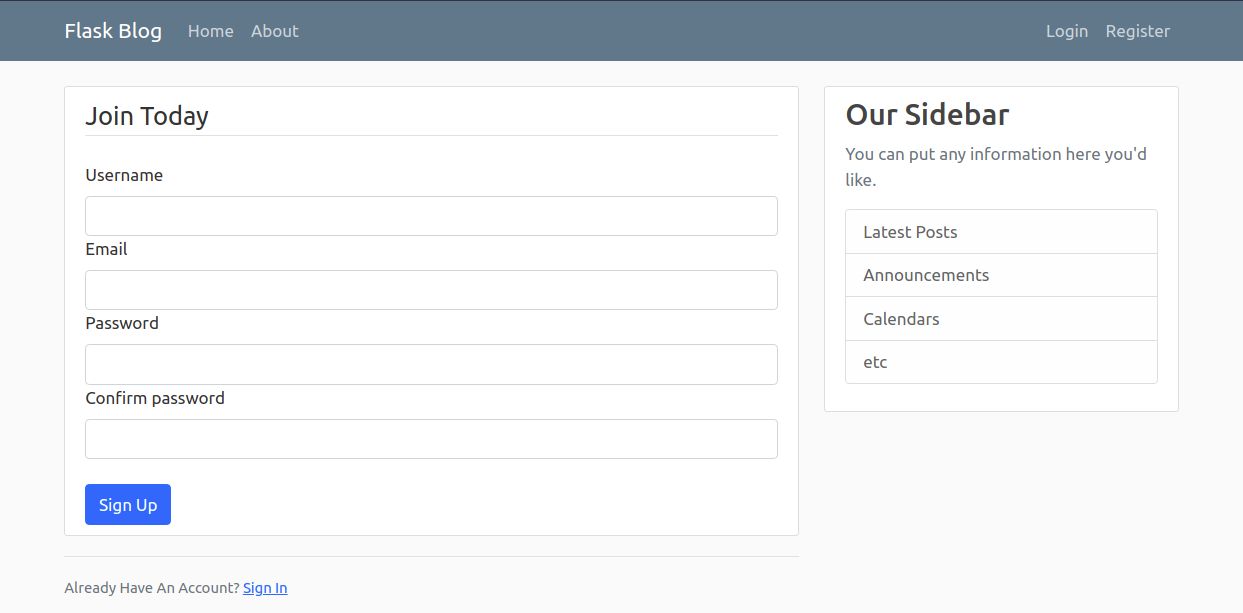 Flask Blog Home About Login Register
Join Today
Username
Email
Password
Confirm password
Sign Up
Already Have An Account? Sign In
Our Sidebar
You can put any information here you'd
like.
Latest Posts
Announcements
Calendars
etc